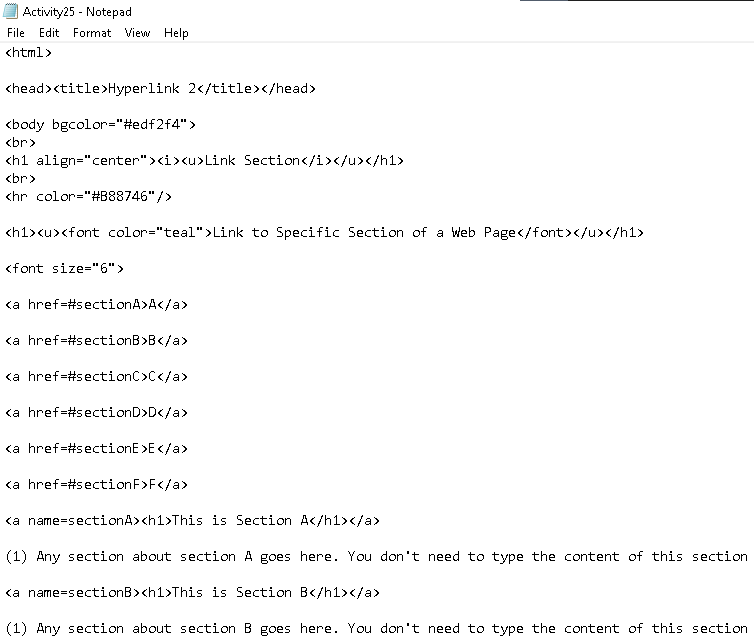 Activity25 - Notepad
File Edit Format View Help
<html>
<head><title>Hyperlink 2</title></head>
<body bgcolor="#edf2f4">
<br>
<h1 align="center"><i><u>Link Section</i></u></h1>
<br>
<hr color="#B88746"/>
<h1><u><font color="teal">Link to Specific Section of a Web Page</font></u></h1>
<font size="6">
<a href=#sectionA>A</a>
<a href=#sectionB>B</a>
<a href=#sectionC>C</a>
<a href=#sectionD>D</a>
<a href=#sectionE>E</a>
<a href=#sectionF>F</a>
<a name=sectionA><h1>This is Section A</h1></a>
(1) Any section about section A goes here. You don't need to type the content of this section
<a name=sectionB><h1>This is Section B</h1></a>
(1) Any section about section B goes here. You don't need to type the content of this section